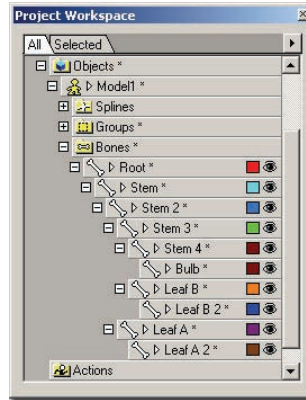 Project Workspace
All Selected
Objects *
Model1 *
Splines
Groups *
Bones *
Root *
Stem *
Stem 2 *
Stem 3 *
Stem 4 *
Bulb *
Leaf B *
Leaf B 2 *
Leaf A *
Leaf A 2 *
Actions